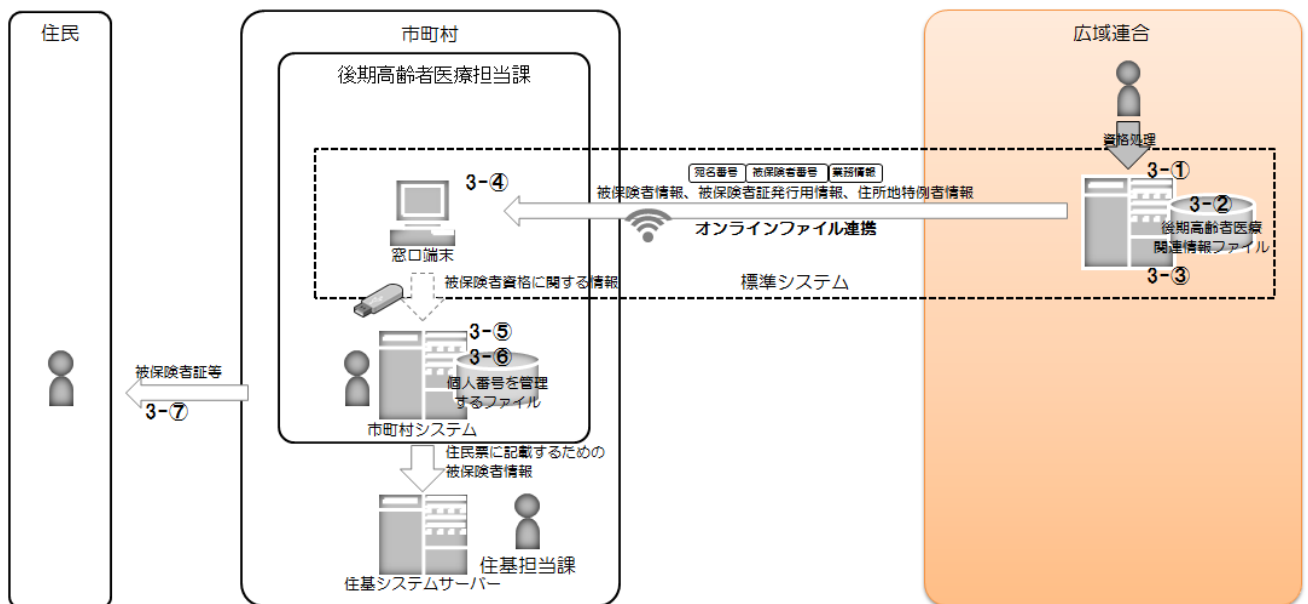 住民
市町村
広域連合
後期高齢者医療担当課
資格処理
宛名番号 被保険者番号 業務情報
3-④
3-①
被保険者情報、被保険者証発行用情報、住所地特例者情報
3-②
オンラインファイル連携
後期高齢者医療
関連情報ファイル
窓口端末
3-③
被保険者資格に関する情報
標準システム
3-⑤
3-⑥
被保険者証等
個人番号を管理
するファイル
3-⑦
市町村システム
住民票に記載するための
被保険者情報
住基担当課
住基システムサーバー